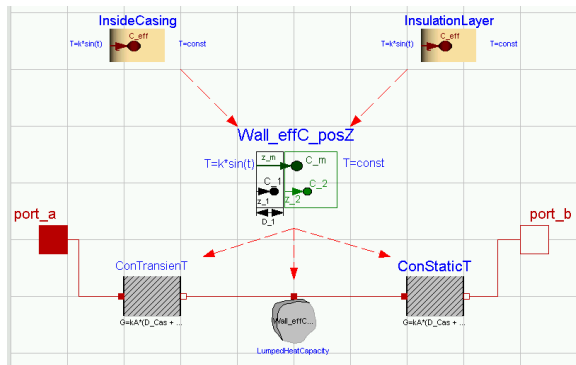 InsideCasing
InsulationLayer
C_eff
T=k*sin(t)
T=const
C_eff
T=k*sin(t)
T=const
Wall_effC_posZ
z_m
T=k*sin(t)
C_m
T=const
C_1
C_2
z_1
z_2
D_1
port_a
port_b
ConTransienT
ConStaticT
G=kA*(D_Cas + ...
Wall_effC...
G=kA*(D_Cas + ...
LumpedHeatCapacity